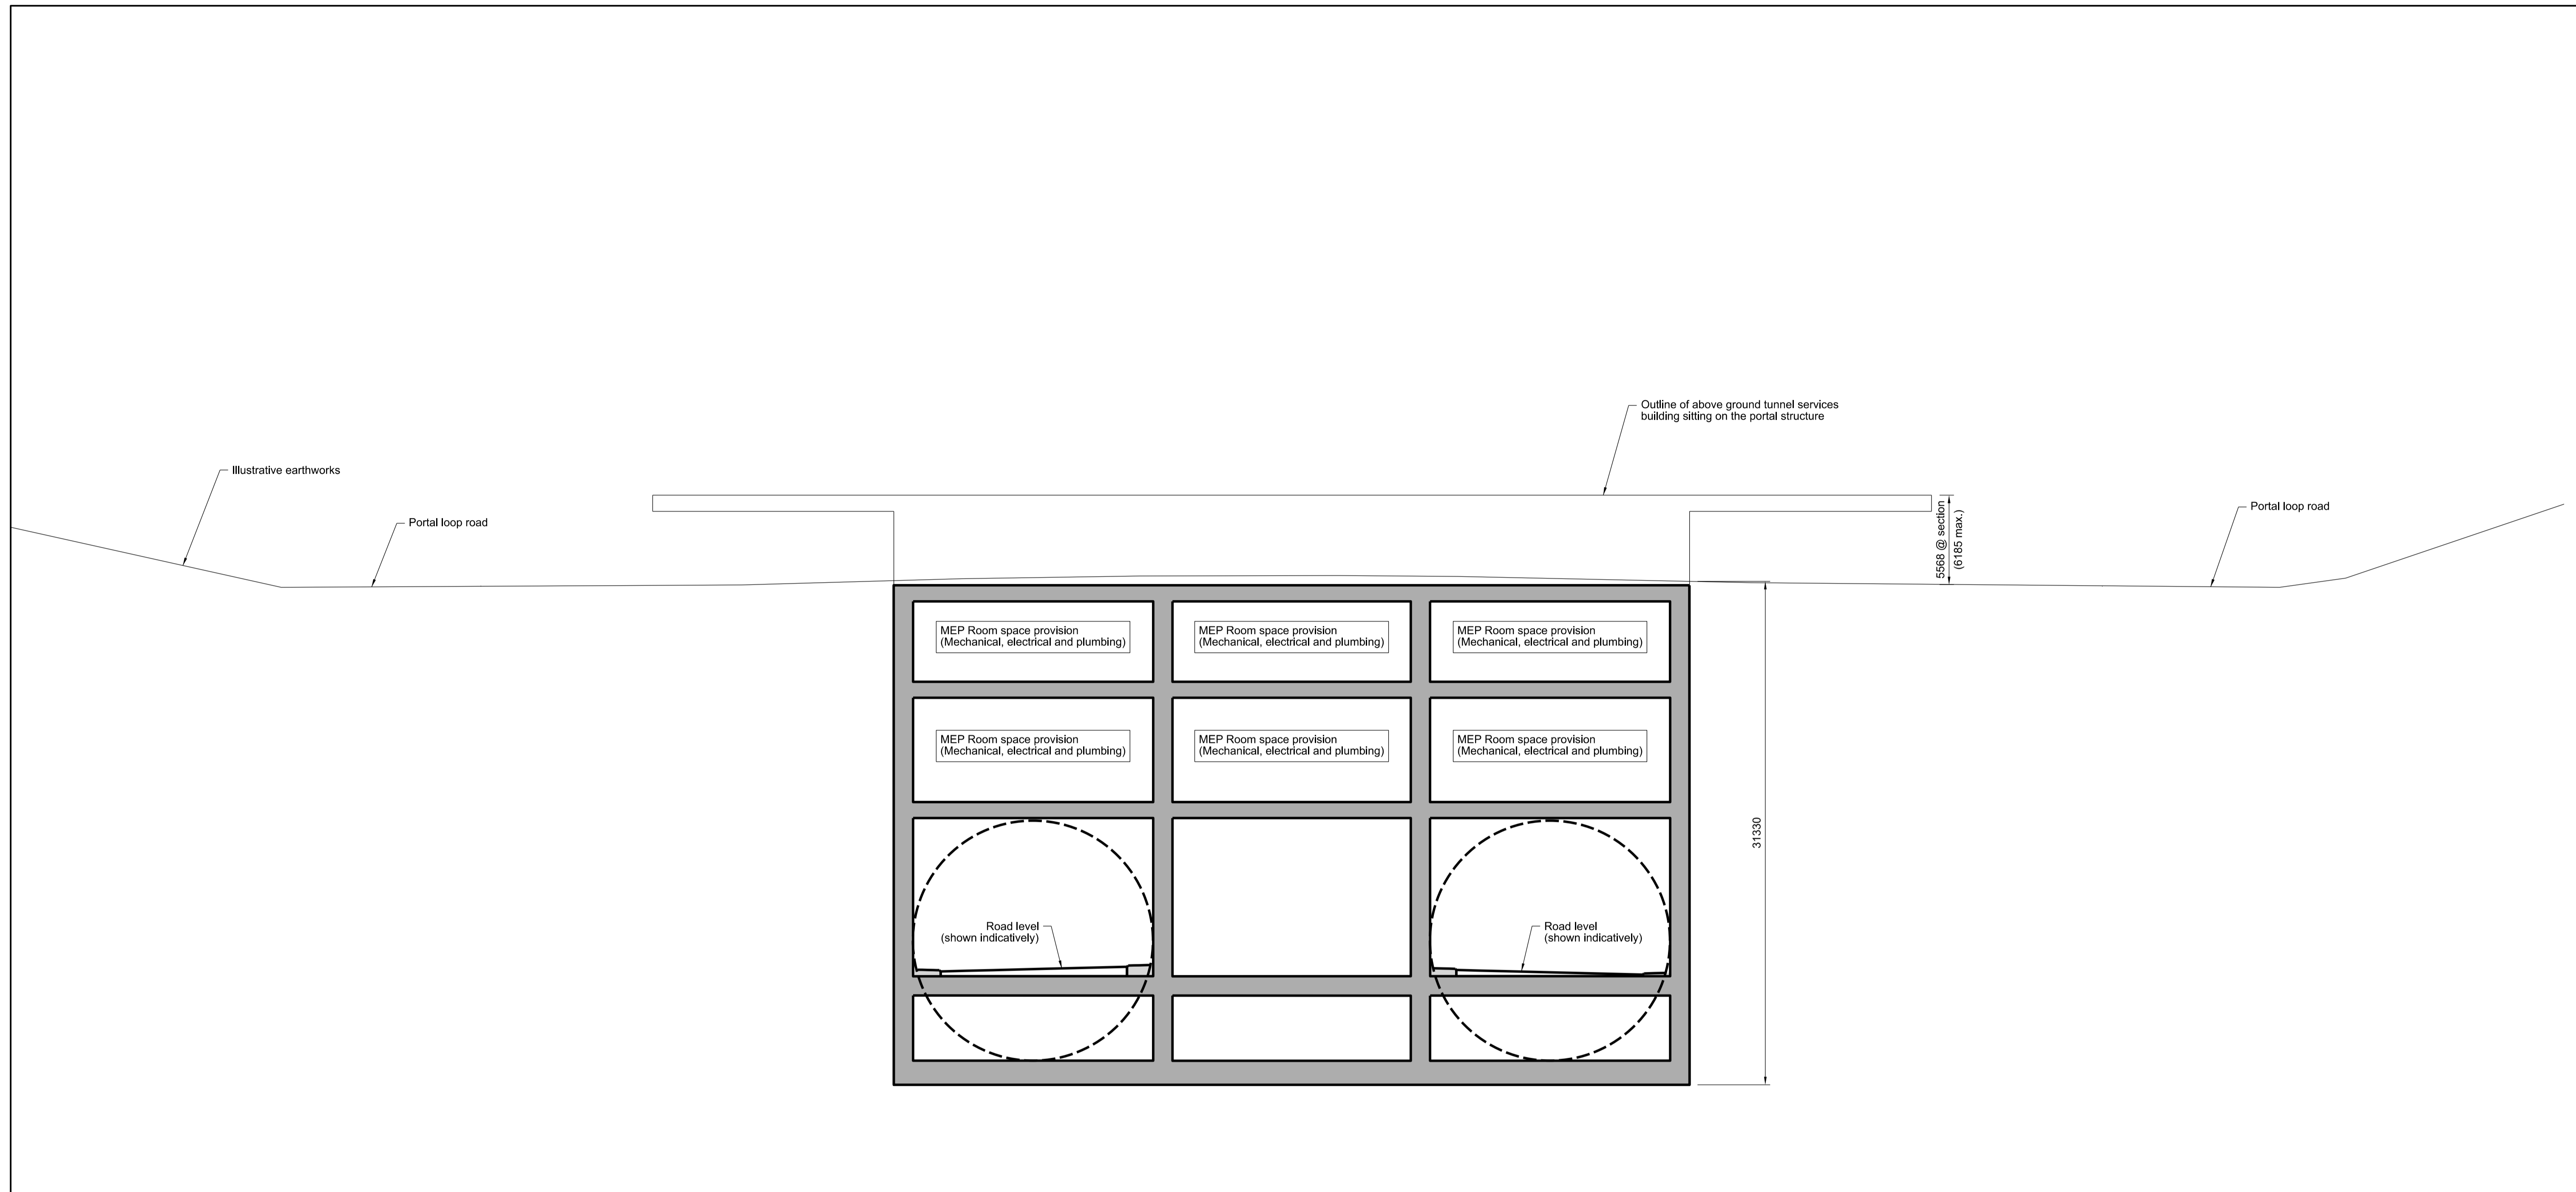 Outline of above ground tunnel services
building sitting on the portal structure
Illustrative earthworks
Portal loop road
5568 @ section
(6185 max.)
Portal loop road
MEP Room space provision
(Mechanical, electrical and plumbing)
MEP Room space provision
(Mechanical, electrical and plumbing)
MEP Room space provision
(Mechanical, electrical and plumbing)
MEP Room space provision
(Mechanical, electrical and plumbing)
MEP Room space provision
(Mechanical, electrical and plumbing)
MEP Room space provision
(Mechanical, electrical and plumbing)
31330
Road level
(shown indicatively)
Road level
(shown indicatively)